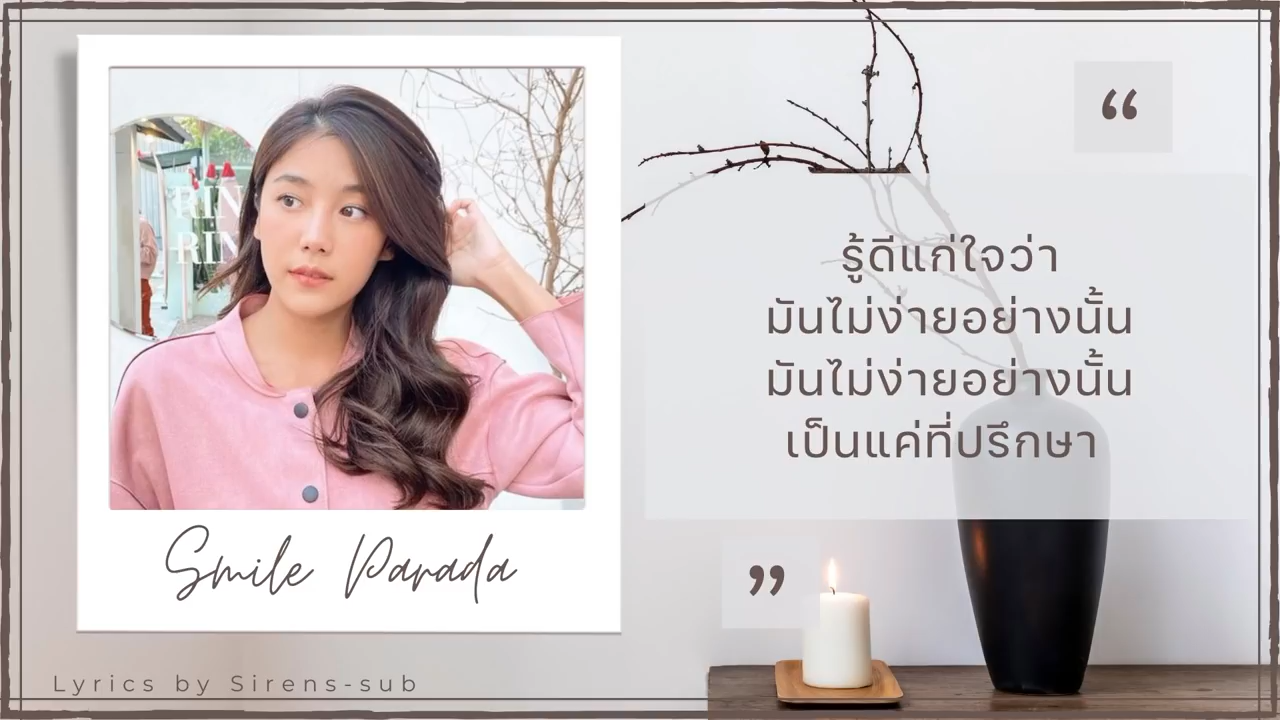 RIN
RIN
Smile Parada
Lyrics by Sirens-sub
“
รู้ดีแก่ใจว่า
มันไม่ง่ายอย่างนั้น
มันไม่ง่ายอย่างนั้น
เป็นแค่ที่ปรึกษา
”